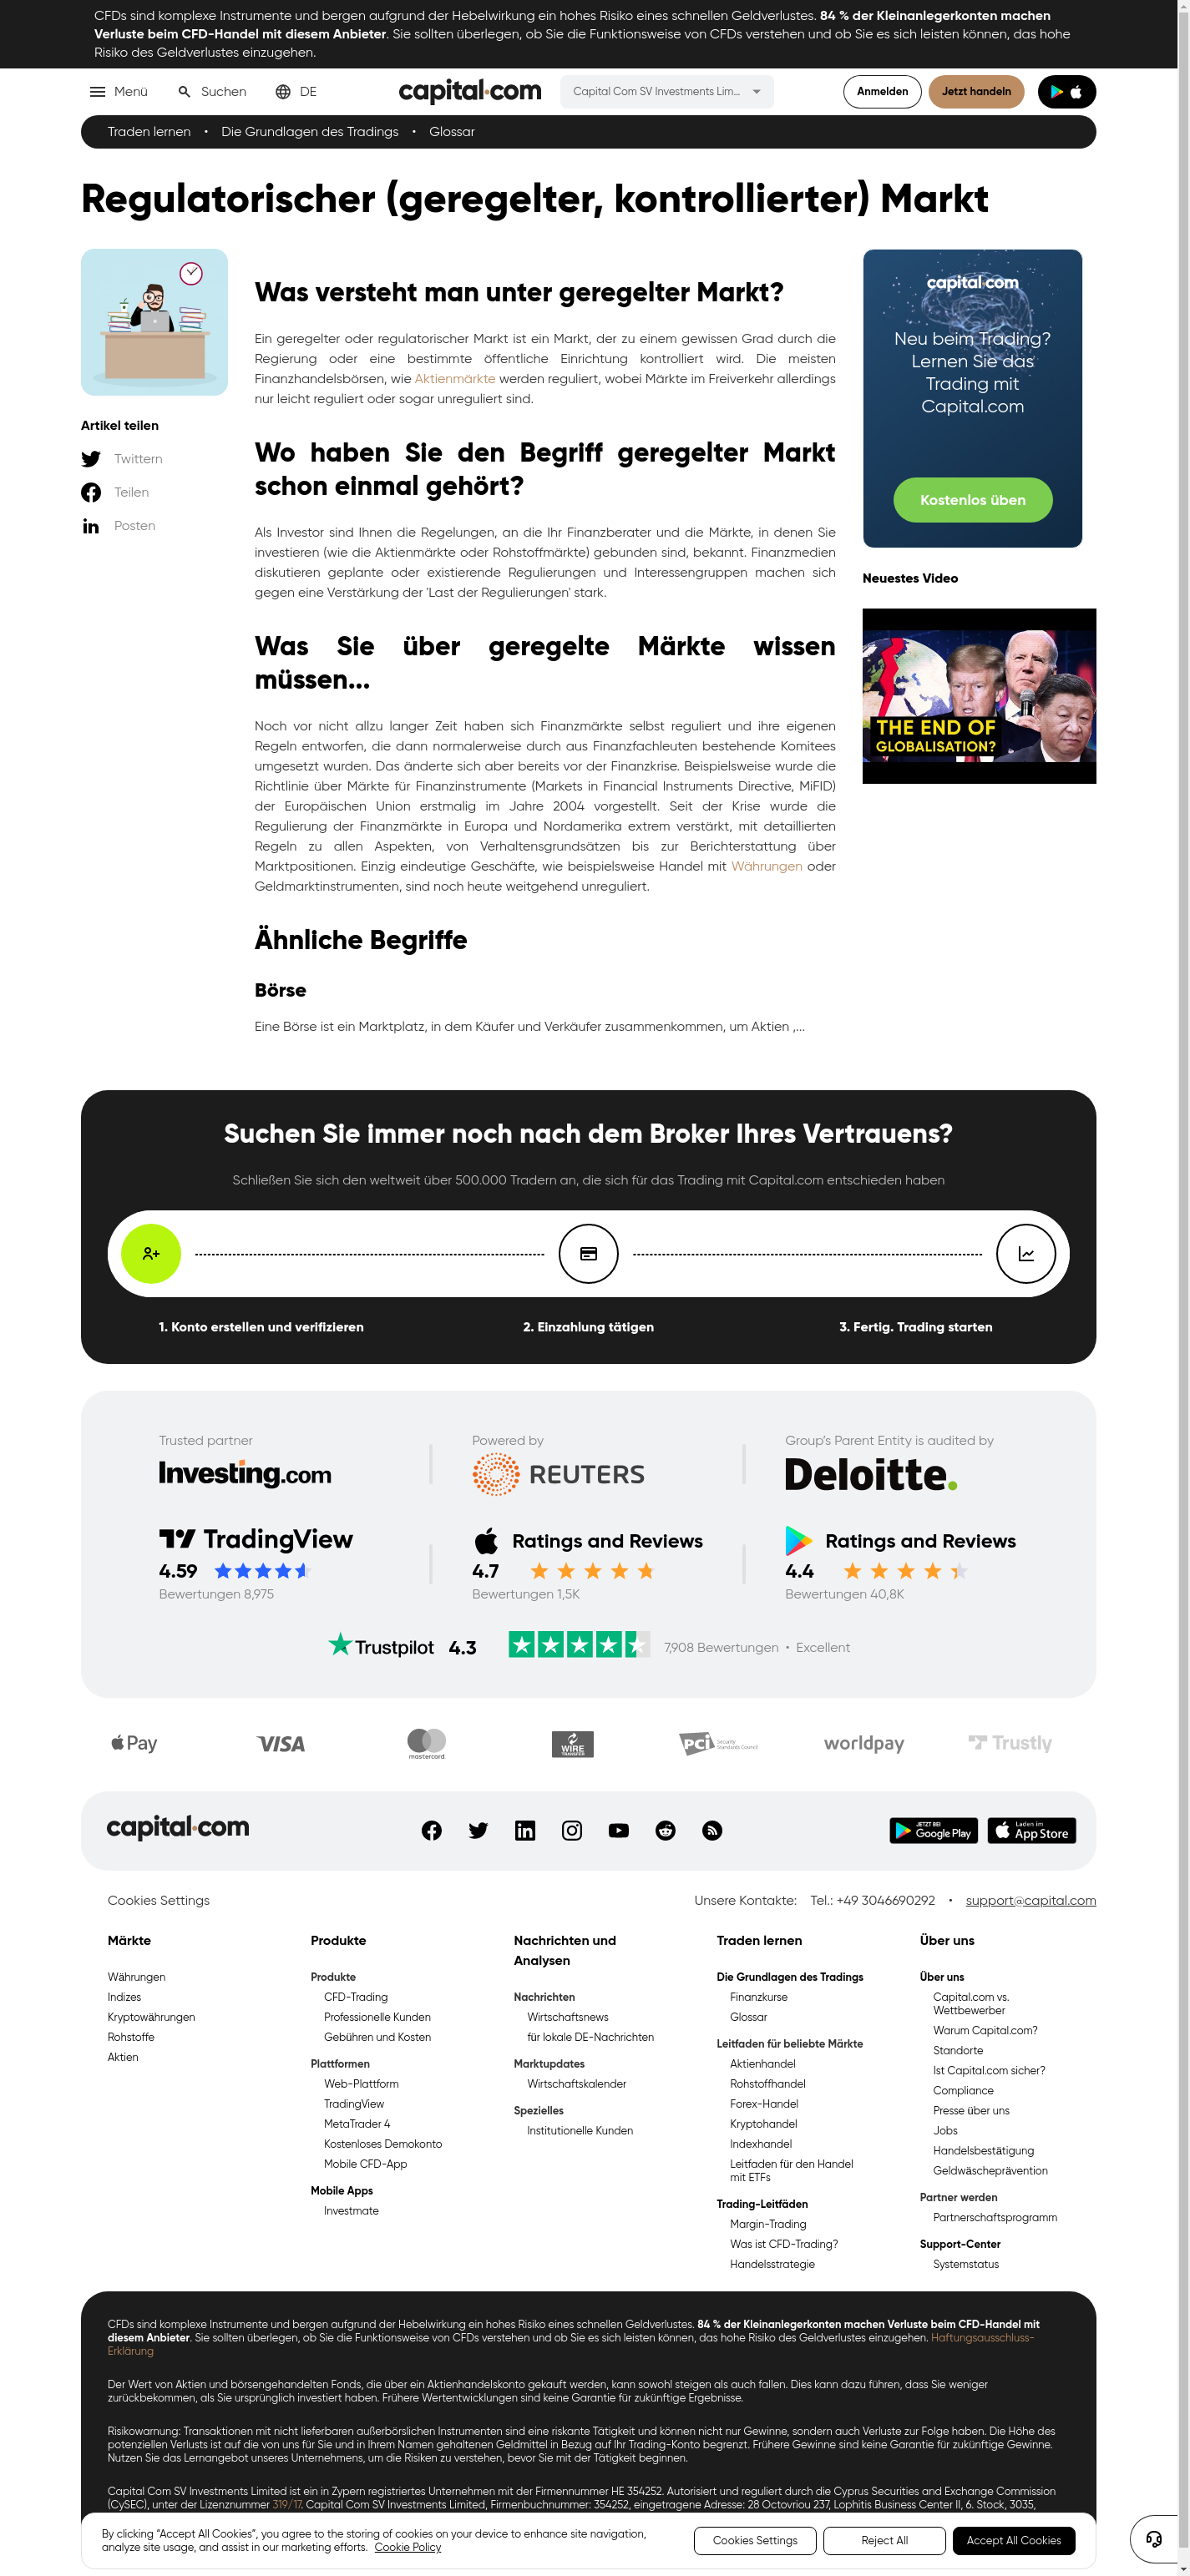 CFDs sind komplexe Instrumente und bergen aufgrund der Hebelwirkung ein hohes Risiko eines schnellen Geldverlustes. 84 % der Kleinanlegerkonten machen
Verluste beim CFD-Handel mit diesem Anbieter. Sie sollten überlegen, ob Sie die Funktionsweise von CFDs verstehen und ob Sie es sich leisten können, das hohe
Risiko des Geldverlustes einzugehen.
Menü
Suchen
DE
capital.com
Capital Com SV Investments Lim...
Anmelden
Jetzt handeln
Traden lernen • Die Grundlagen des Tradings • Glossar
Regulatorischer (geregelter, kontrollierter) Markt
Artikel teilen
Twittern
Teilen
Posten
Was versteht man unter geregelter Markt?
Ein geregelter oder regulatorischer Markt ist ein Markt, der zu einem gewissen Grad durch die
Regierung oder eine bestimmte öffentliche Einrichtung kontrolliert wird. Die meisten
Finanzhandelsbörsen, wie Aktienmärkte werden reguliert, wobei Märkte im Freiverkehr allerdings
nur leicht reguliert oder sogar unreguliert sind.
Wo haben Sie den Begriff geregelter Markt
schon einmal gehört?
Als Investor sind Ihnen die Regelungen, an die Ihr Finanzberater und die Märkte, in denen Sie
investieren (wie die Aktienmärkte oder Rohstoffmärkte) gebunden sind, bekannt. Finanzmedien
diskutieren geplante oder existierende Regulierungen und Interessengruppen machen sich
gegen eine Verstärkung der 'Last der Regulierungen' stark.
Was Sie über geregelte Märkte wissen
müssen...
Noch vor nicht allzu langer Zeit haben sich Finanzmärkte selbst reguliert und ihre eigenen
Regeln entworfen, die dann normalerweise durch aus Finanzfachleuten bestehende Komitees
umgesetzt wurden. Das änderte sich aber bereits vor der Finanzkrise. Beispielsweise wurde die
Richtlinie über Märkte für Finanzinstrumente (Markets in Financial Instruments Directive, MiFID)
der Europäischen Union erstmalig im Jahre 2004 vorgestellt. Seit der Krise wurde die
Regulierung der Finanzmärkte in Europa und Nordamerika extrem verstärkt, mit detaillierten
Regeln zu allen Aspekten, von Verhaltensgrundsätzen bis zur Berichterstattung über
Marktpositionen. Einzig eindeutige Geschäfte, wie beispielsweise Handel mit Währungen oder
Geldmarktinstrumenten, sind noch heute weitgehend unreguliert.
Ähnliche Begriffe
Börse
Eine Börse ist ein Marktplatz, in dem Käufer und Verkäufer zusammenkommen, um Aktien ,...
capital.com
Neu beim Trading?
Lernen Sie das
Trading mit
Capital.com
Kostenlos üben
Neuestes Video
THE END OF
GLOBALISATION?
Suchen Sie immer noch nach dem Broker Ihres Vertrauens?
Schließen Sie sich den weltweit über 500.000 Tradern an, die sich für das Trading mit Capital.com entschieden haben
1. Konto erstellen und verifizieren
2. Einzahlung tätigen
3. Fertig. Trading starten
Trusted partner
Investing.com
Powered by
REUTERS
Group's Parent Entity is audited by
Deloitte.
TradingView
4.59
Bewertungen 8,975
Ratings and Reviews
4.7
Bewertungen 1,5K
Ratings and Reviews
4.4
Bewertungen 40,8K
Trustpilot 4.3
7,908 Bewertungen • Excellent
Pay
VISA
mastercard
WIRE
TRANSFER
PCI Security
Standards Council
worldpay
Trustly
capital.com
JETZT BEI
Google Play
Laden im
App Store
Cookies Settings
Unsere Kontakte: Tel.: +49 3046690292 • support@capital.com
Märkte
Währungen
Indizes
Kryptowährungen
Rohstoffe
Aktien
Produkte
Produkte
CFD-Trading
Professionelle Kunden
Gebühren und Kosten
Plattformen
Web-Plattform
TradingView
MetaTrader 4
Kostenloses Demokonto
Mobile CFD-App
Mobile Apps
Investmate
Nachrichten und
Analysen
Nachrichten
Wirtschaftsnews
für lokale DE-Nachrichten
Marktupdates
Wirtschaftskalender
Spezielles
Institutionelle Kunden
Traden lernen
Die Grundlagen des Tradings
Finanzkurse
Glossar
Leitfaden für beliebte Märkte
Aktienhandel
Rohstoffhandel
Forex-Handel
Kryptohandel
Indexhandel
Leitfaden für den Handel
mit ETFs
Trading-Leitfäden
Margin-Trading
Was ist CFD-Trading?
Handelsstrategie
Über uns
Über uns
Capital.com vs.
Wettbewerber
Warum Capital.com?
Standorte
Ist Capital.com sicher?
Compliance
Presse über uns
Jobs
Handelsbestätigung
Geldwäscheprävention
Partner werden
Partnerschaftsprogramm
Support-Center
Systemstatus
CFDs sind komplexe Instrumente und bergen aufgrund der Hebelwirkung ein hohes Risiko eines schnellen Geldverlustes. 84 % der Kleinanlegerkonten machen Verluste beim CFD-Handel mit
diesem Anbieter. Sie sollten überlegen, ob Sie die Funktionsweise von CFDs verstehen und ob Sie es sich leisten können, das hohe Risiko des Geldverlustes einzugehen. Haftungsausschluss-
Erklärung
Der Wert von Aktien und börsengehandelten Fonds, die über ein Aktienhandelskonto gekauft werden, kann sowohl steigen als auch fallen. Dies kann dazu führen, dass Sie weniger
zurückbekommen, als Sie ursprünglich investiert haben. Frühere Wertentwicklungen sind keine Garantie für zukünftige Ergebnisse.
Risikowarnung: Transaktionen mit nicht lieferbaren außerbörslichen Instrumenten sind eine riskante Tätigkeit und können nicht nur Gewinne, sondern auch Verluste zur Folge haben. Die Höhe des
potenziellen Verlusts ist auf die von uns für Sie und in Ihrem Namen gehaltenen Geldmittel in Bezug auf Ihr Trading-Konto begrenzt. Frühere Gewinne sind keine Garantie für zukünftige Gewinne.
Nutzen Sie das Lernangebot unseres Unternehmens, um die Risiken zu verstehen, bevor Sie mit der Tätigkeit beginnen.
Capital Com SV Investments Limited ist ein in Zypern registriertes Unternehmen mit der Firmennummer HE 354252. Autorisiert und reguliert durch die Cyprus Securities and Exchange Commission
(CySEC), unter der Lizenznummer 319/17. Capital Com SV Investments Limited, Firmenbuchnummer: 354252, eingetragene Adresse: 28 Octovriou 237, Lophitis Business Center II, 6. Stock, 3035,
By clicking “Accept All Cookies”, you agree to the storing of cookies on your device to enhance site navigation,
analyze site usage, and assist in our marketing efforts. Cookie Policy
Cookies Settings
Reject All
Accept All Cookies